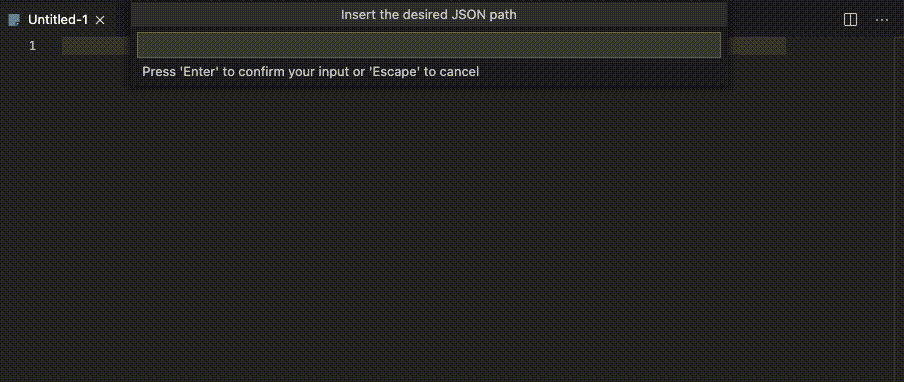 Untitled-1
Insert the desired JSON path
1
Press 'Enter' to confirm your input or 'Escape' to cancel